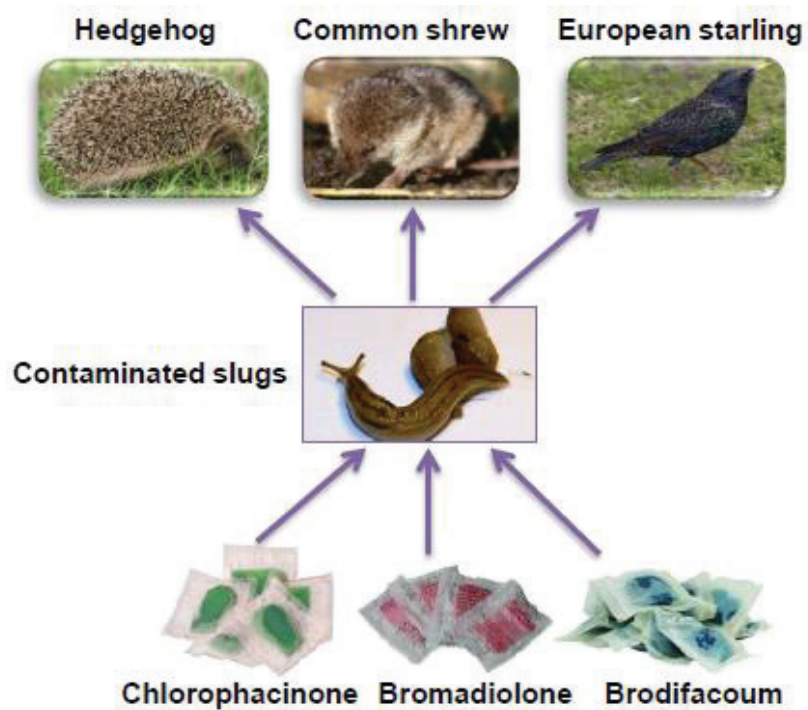 Hedgehog Common shrew European starling
Contaminated slugs
Chlorophacinone Bromadiolone Brodifacoum